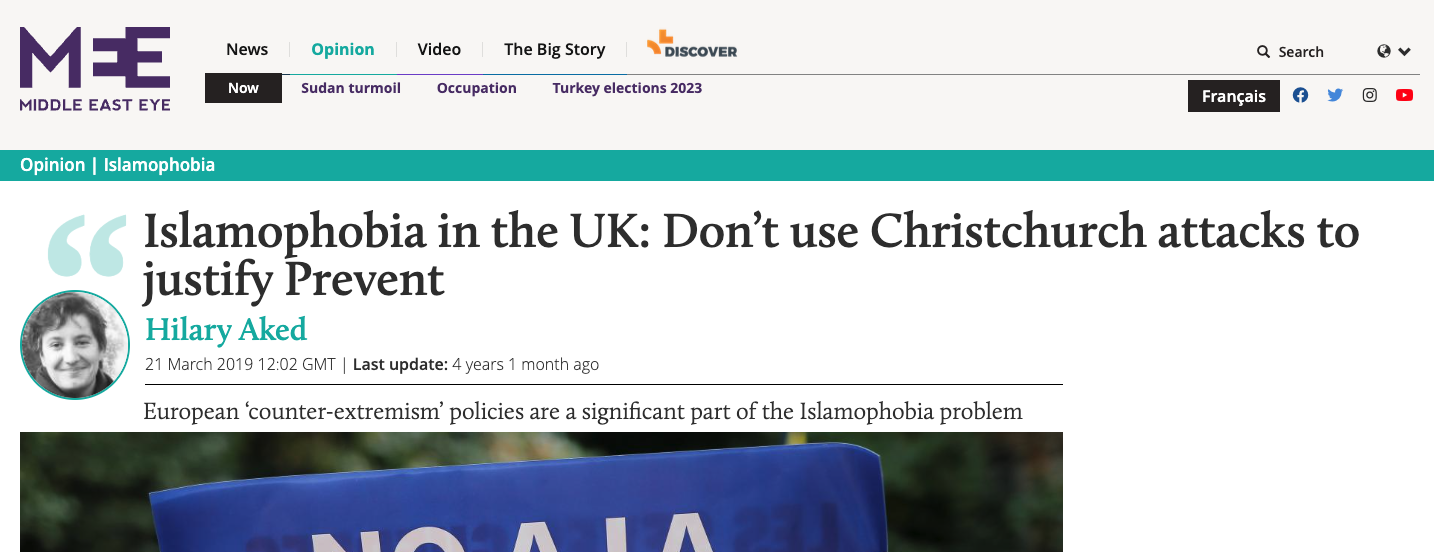 MEE
MIDDLE EAST EYE
News Opinion Video The Big Story DISCOVER
Search
Now Sudan turmoil Occupation Turkey elections 2023
Français
Opinion | Islamophobia
“
Islamophobia in the UK: Don’t use Christchurch attacks to
justify Prevent
Hilary Aked
21 March 2019 12:02 GMT | Last update: 4 years 1 month ago
European ‘counter-extremism’ policies are a significant part of the Islamophobia problem